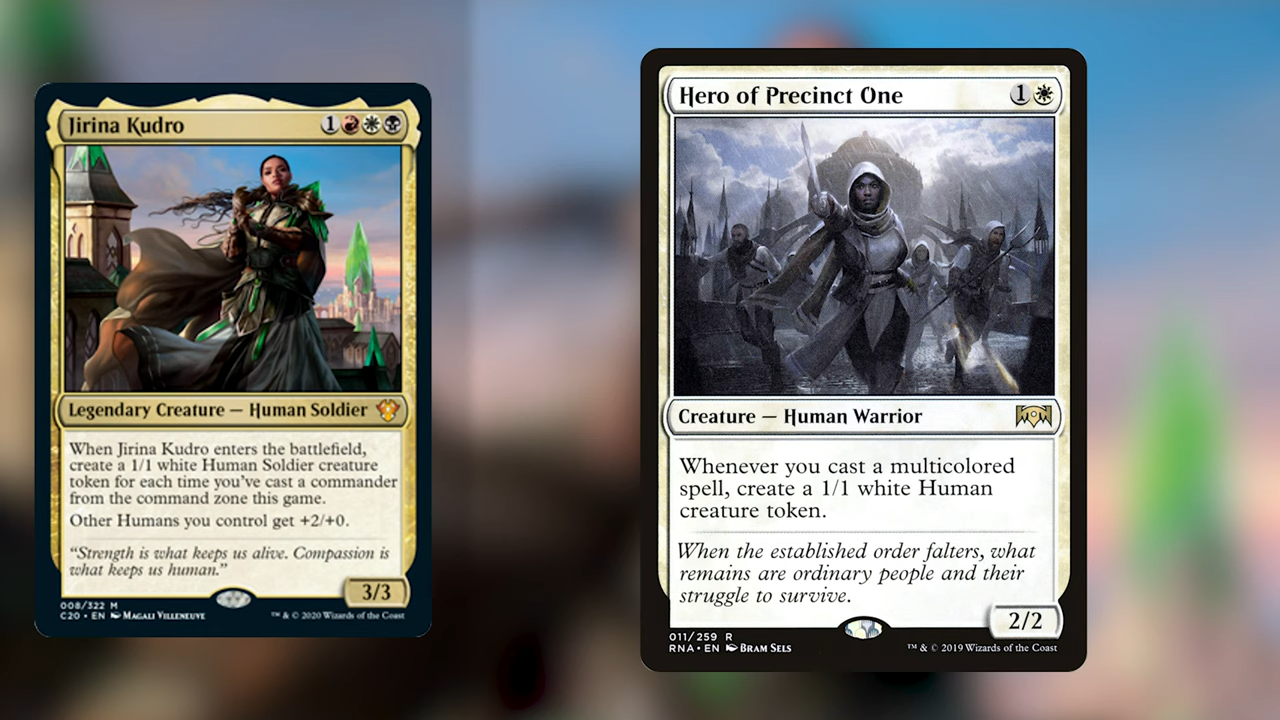 Jirina Kudro
1
Legendary Creature — Human Soldier
When Jirina Kudro enters the battlefield,
create a 1/1 white Human Soldier creature
token for each time you've cast a commander
from the command zone this game.
Other Humans you control get +2/+0.
“Strength is what keeps us alive. Compassion is
what keeps us human.”
3/3
008/322 M
C20 • EN Magali Villeneuve
™ & © 2020 Wizards of the Coast
Hero of Precinct One
1
Creature — Human Warrior
Whenever you cast a multicolored
spell, create a 1/1 white Human
creature token.
When the established order falters, what
remains are ordinary people and their
struggle to survive.
2/2
011/259 R
RNA • EN Bram Sels
™ & © 2019 Wizards of the Coast